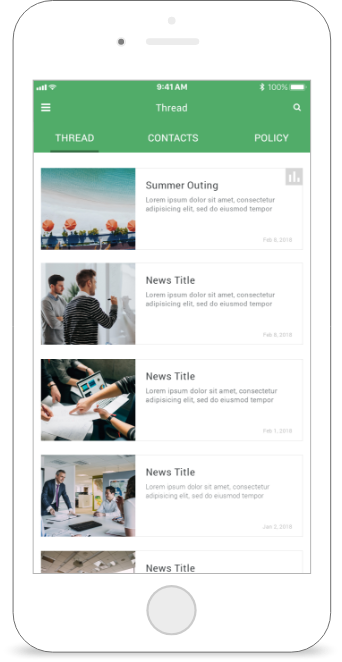 9:41 AM
100%
Thread
THREAD
CONTACTS
POLICY
Summer Outing
Lorem ipsum dolor sit amet, consectetur
adipisicing elit, sed do eiusmod tempor
Feb 8, 2018
News Title
Lorem ipsum dolor sit amet, consectetur
adipisicing elit, sed do eiusmod tempor
Feb 8, 2018
News Title
Lorem ipsum dolor sit amet, consectetur
adipisicing elit, sed do eiusmod tempor
Feb 1, 2018
News Title
Lorem ipsum dolor sit amet, consectetur
adipisicing elit, sed do eiusmod tempor
Jan 2, 2018
News Title